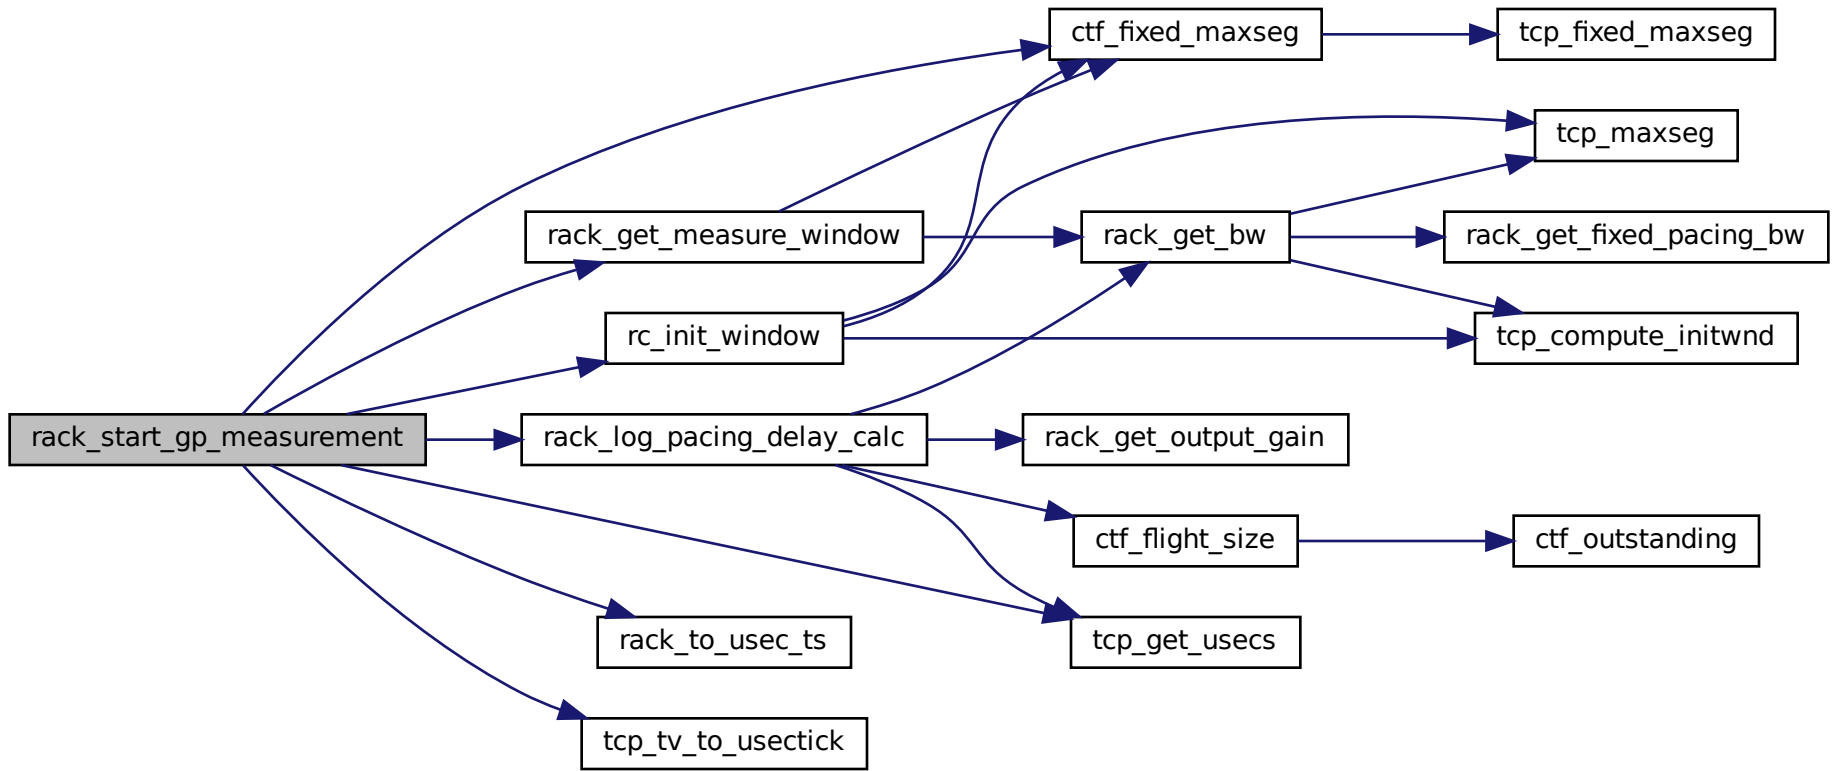 ctf_fixed_maxseg
tcp_fixed_maxseg
tcp_maxseg
rack_get_measure_window
rack_get_bw
rack_get_fixed_pacing_bw
rc_init_window
tcp_compute_initwnd
rack_start_gp_measurement
rack_log_pacing_delay_calc
rack_get_output_gain
ctf_flight_size
ctf_outstanding
rack_to_usec_ts
tcp_get_usecs
tcp_tv_to_usectick